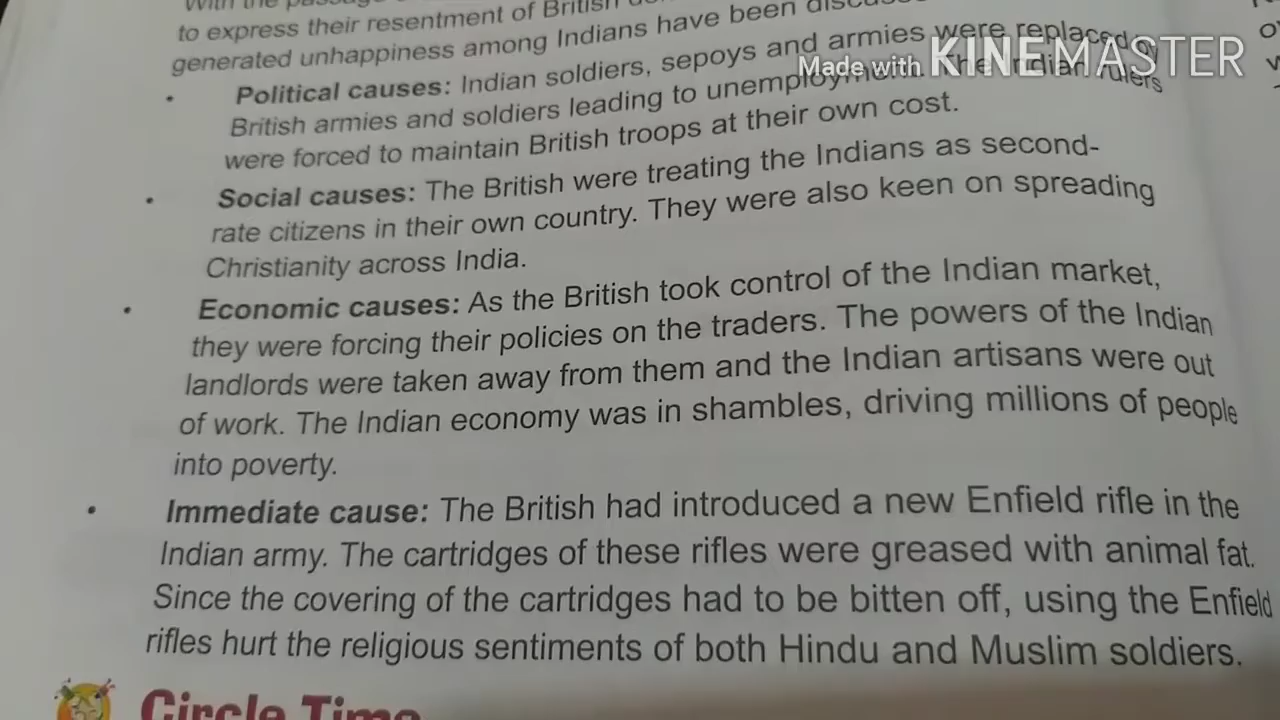 With the
to express their resentment of British
generated unhappiness among Indians have been
• Political causes: Indian soldiers, sepoys and armies were replaced by
British armies and soldiers leading to The Indian rulers
were forced to maintain British troops at their own cost.
• Social causes: The British were treating the Indians as second-
rate citizens in their own country. They were also keen on spreading
Christianity across India.
• Economic causes: As the British took control of the Indian market,
they were forcing their policies on the traders. The powers of the Indian
landlords were taken away from them and the Indian artisans were out
of work. The Indian economy was in shambles, driving millions of people
into poverty.
• Immediate cause: The British had introduced a new Enfield rifle in the
Indian army. The cartridges of these rifles were greased with animal fat.
Since the covering of the cartridges had to be bitten off, using the Enfield
rifles hurt the religious sentiments of both Hindu and Muslim soldiers.
Circle Time
Made with KINEMASTER